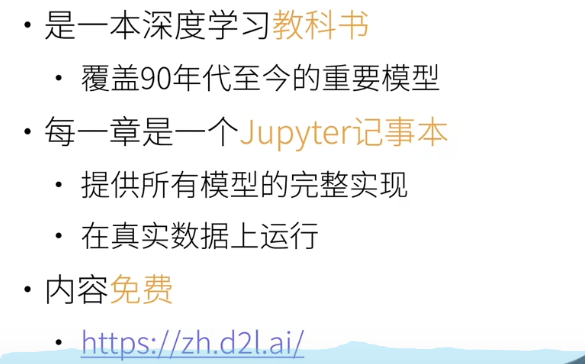 • 是一本深度学习教科书
• 覆盖90年代至今的重要模型
• 每一章是一个Jupyter记事本
• 提供所有模型的完整实现
• 在真实数据上运行
• 内容免费
• https://zh.d2l.ai/